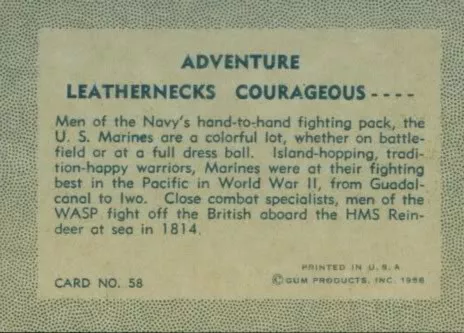 ADVENTURE
LEATHERNECKS COURAGEOUS----
Men of the Navy's hand-to-hand fighting pack, the
U. S. Marines are a colorful lot, whether on battle-
field or at a full dress ball. Island-hopping, tradi-
tion-happy warriors, Marines were at their fighting
best in the Pacific in World War II, from Guadal-
canal to Iwo. Close combat specialists, men of the
WASP fight off the British aboard the HMS Rein-
deer at sea in 1814.
PRINTED IN U. S. A
CARD NO. 58
© GUM PRODUCTS, INC. 1956